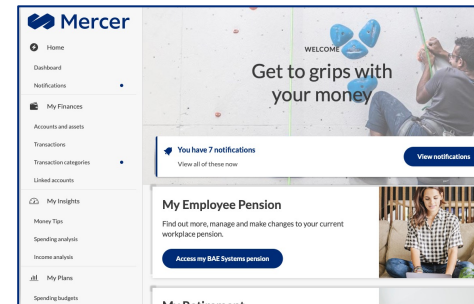 Mercer
Home
Dashboard
Notifications
My Finances
Accounts and assets
Transactions
Transaction categories
Linked accounts
My Insights
Money Tips
Spending analysis
Income analysis
My Plans
Spending budgets
WELCOME
Get to grips with
your money
You have 7 notifications
View all of these now
View notifications
My Employee Pension
Find out more, manage and make changes to your current
workplace pension.
Access my BAE Systems pension
My Retirement